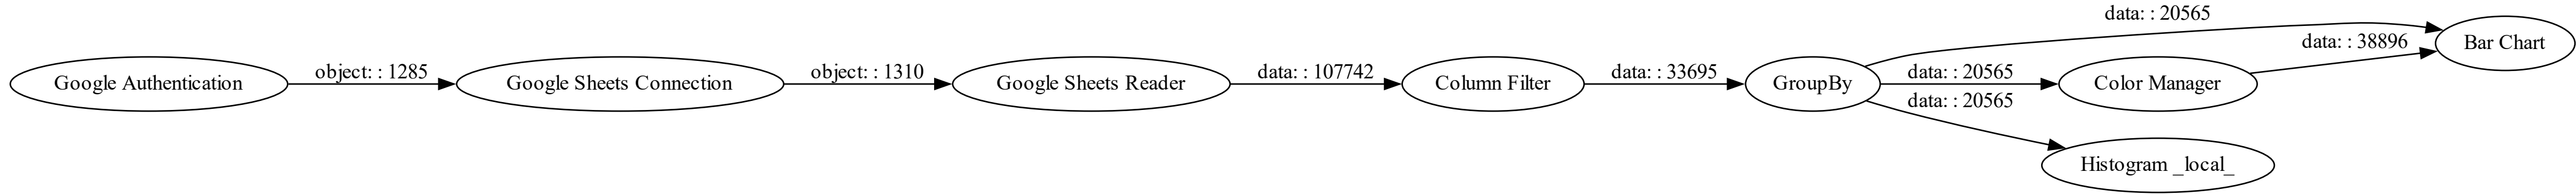 Google Authentication
object: : 1285
Google Sheets Connection
object: : 1310
Google Sheets Reader
data: : 107742
Column Filter
data: : 33695
GroupBy
data: : 20565
data: : 20565
data: : 20565
Color Manager
data: : 38896
Bar Chart
Histogram _local_